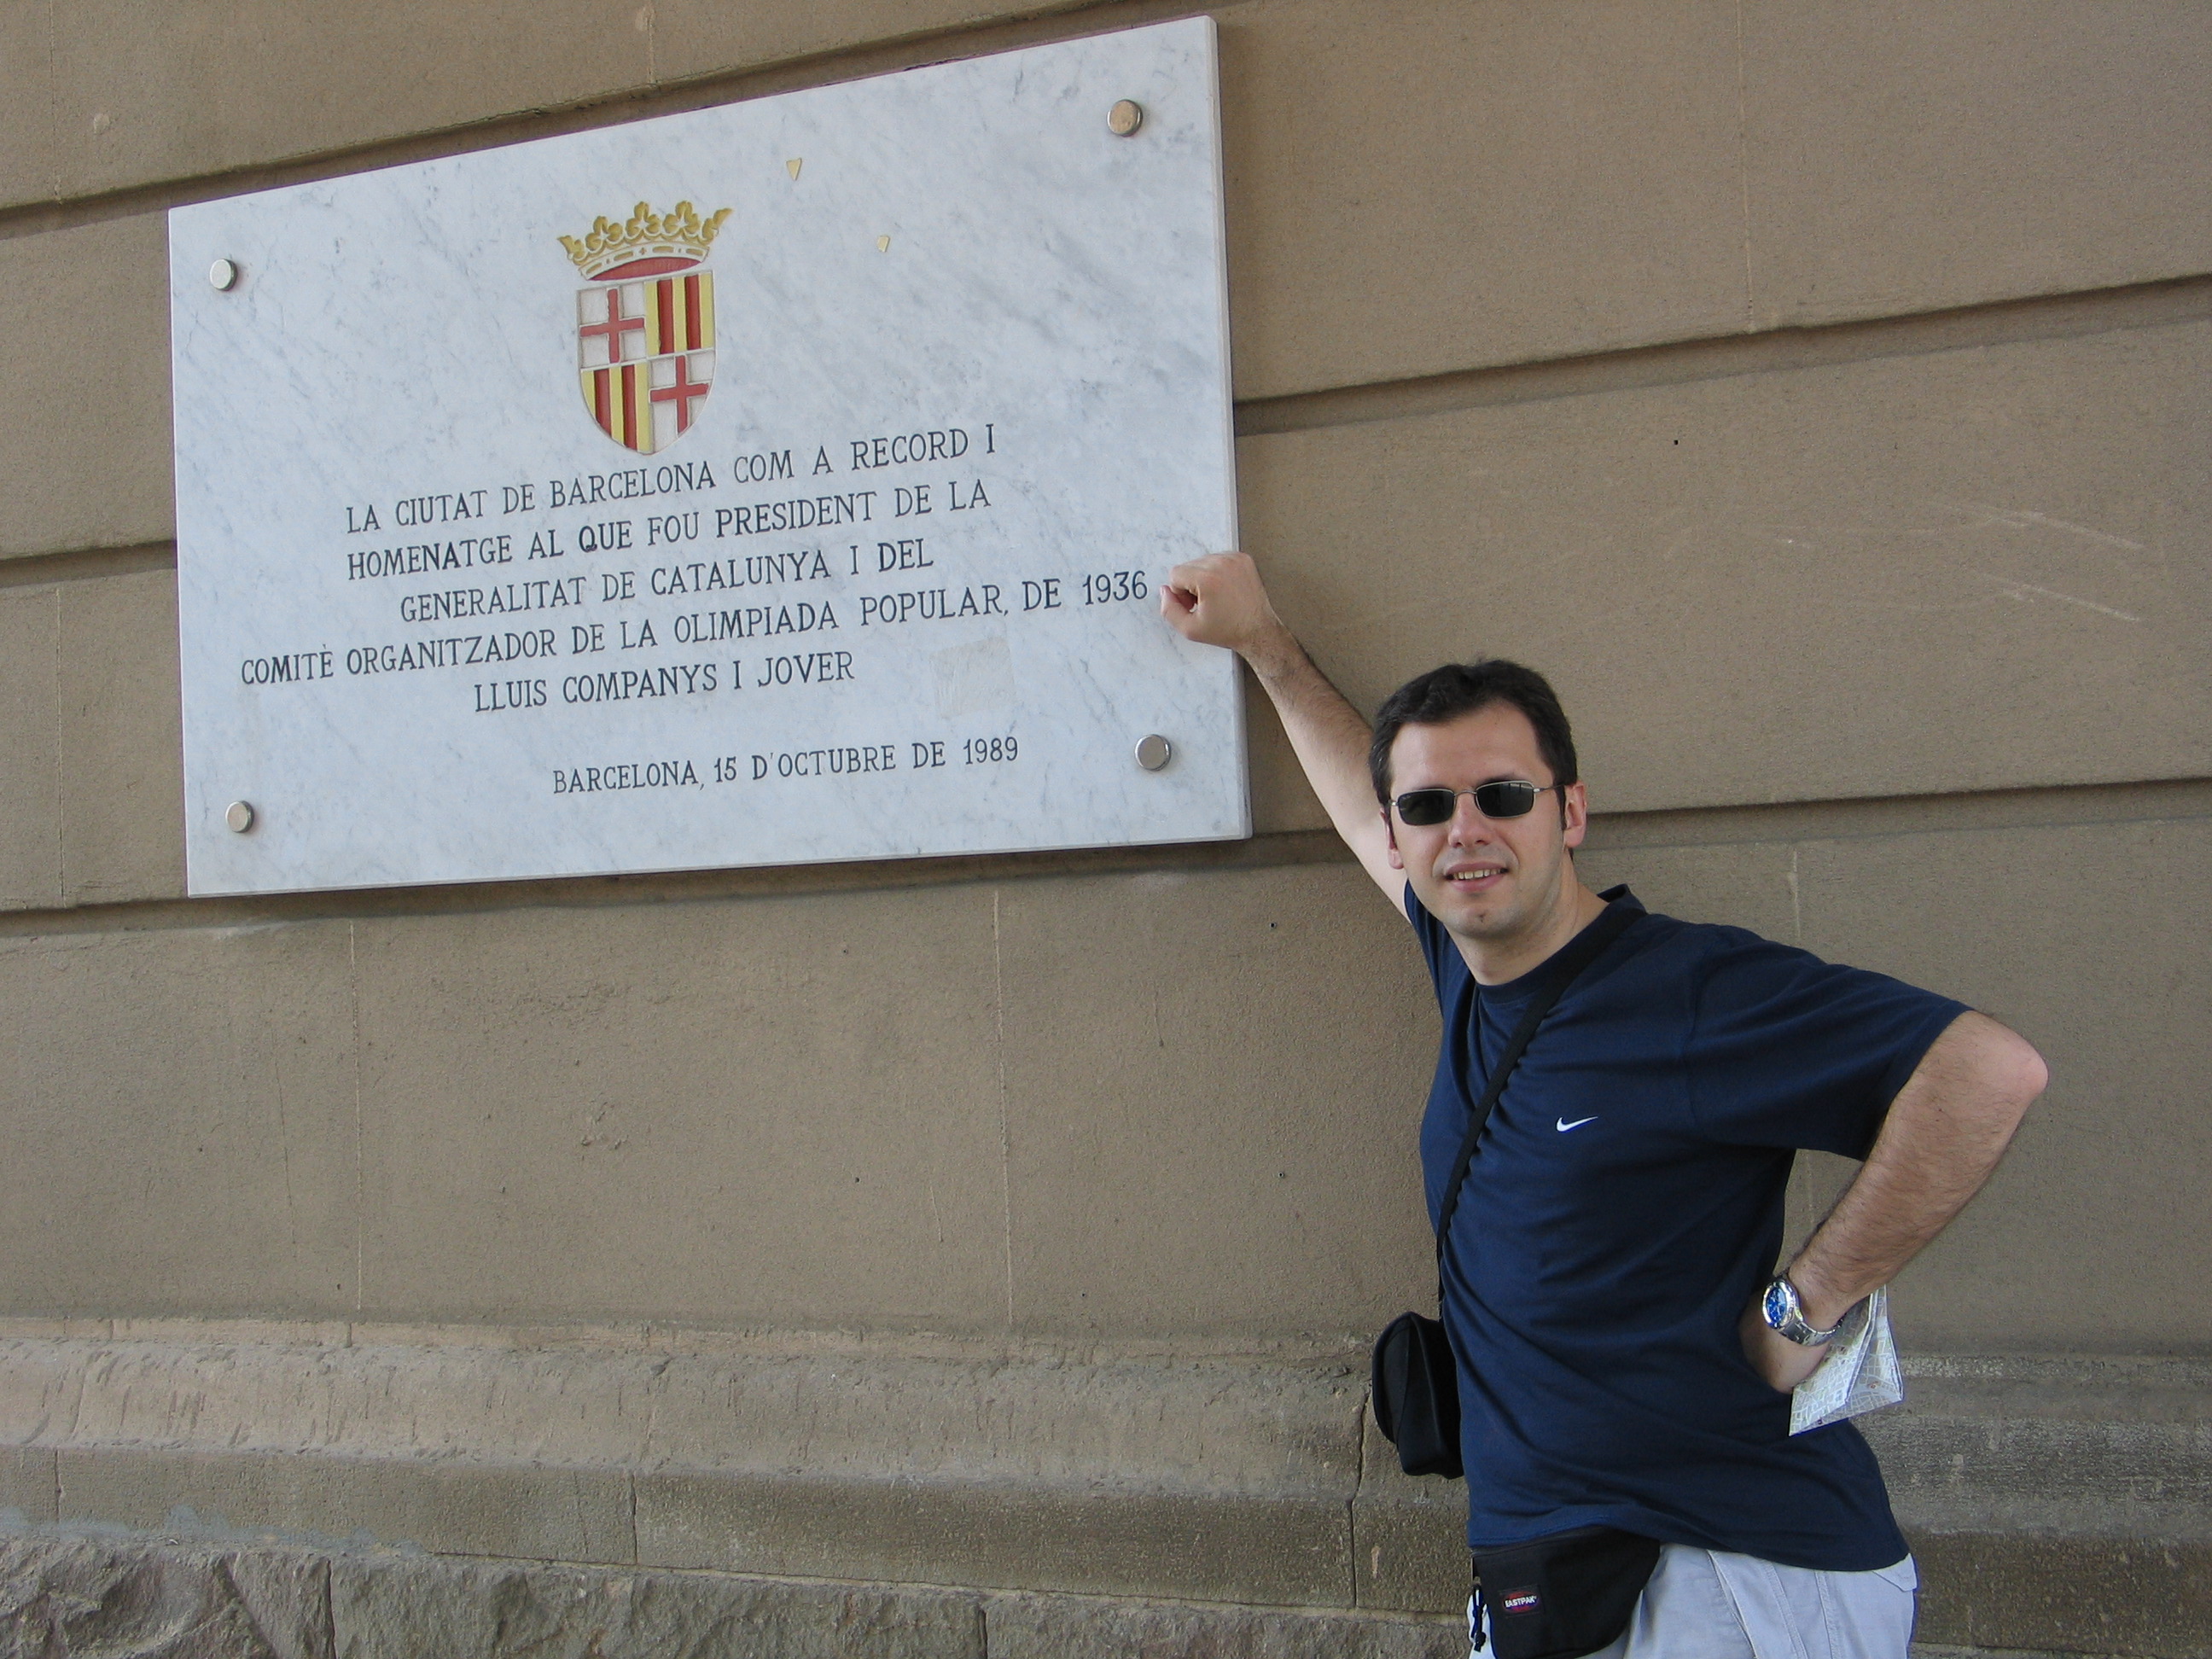 LA CIUTAT DE BARCELONA COM A RECORD I
HOMENATGE AL QUE FOU PRESIDENT DE LA
GENERALITAT DE CATALUNYA I DEL
COMITÈ ORGANITZADOR DE LA OLIMPIADA POPULAR, DE 1936
LLUIS COMPANYS I JOVER
BARCELONA, 15 D'OCTUBRE DE 1989
EASTPAK